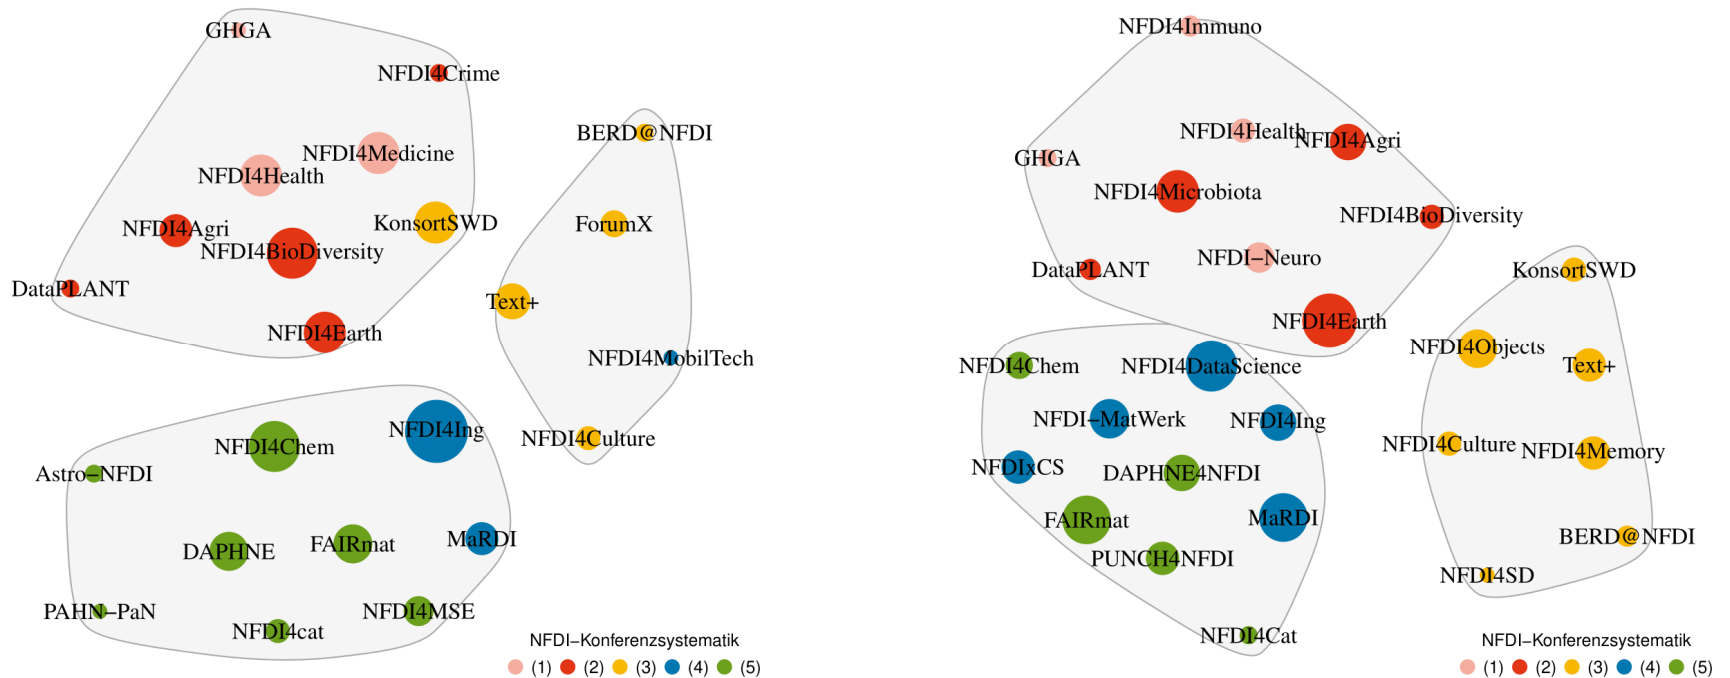 GHGA
NFDI4Crime
BERD@NFDI
NFDI4Medicine
NFDI4Health
ForumX
KonsortSWD
NFDI4Agri
NFDI4BioDiversity
DataPLANT
Text+
NFDI4Earth
NFDI4MobilTech
NFDI4Ing
NFDI4Culture
NFDI4Chem
Astro−NFDI
MaRDI
FAIRmat
DAPHNE
PAHN−PaN
NFDI4MSE
NFDI4cat
NFDI−Konferenzsystematik
(1) (2) (3) (4) (5)
NFDI4Immuno
NFDI4Health
NFDI4Agri
GHGA
NFDI4Microbiota
NFDI4BioDiversity
NFDI−Neuro
DataPLANT
KonsortSWD
NFDI4Earth
NFDI4Objects
NFDI4Chem
NFDI4DataScience
Text+
NFDI−MatWerk
NFDI4Ing
NFDI4Culture
NFDI4Memory
NFDIxCS
DAPHNE4NFDI
FAIRmat
MaRDI
BERD@NFDI
PUNCH4NFDI
NFDI4SD
NFDI4Cat
NFDI−Konferenzsystematik
(1) (2) (3) (4) (5)